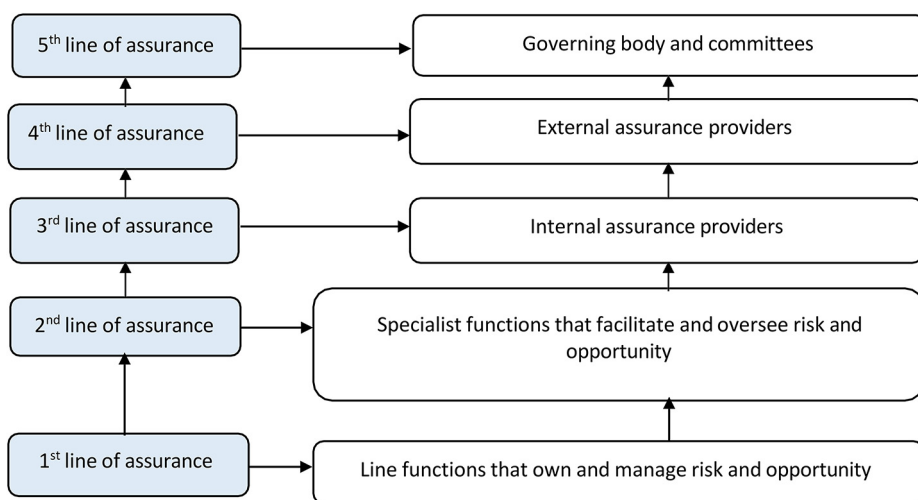 5th line of assurance
Governing body and committees
4th line of assurance
External assurance providers
3rd line of assurance
Internal assurance providers
2nd line of assurance
Specialist functions that facilitate and oversee risk and
opportunity
1st line of assurance
Line functions that own and manage risk and opportunity